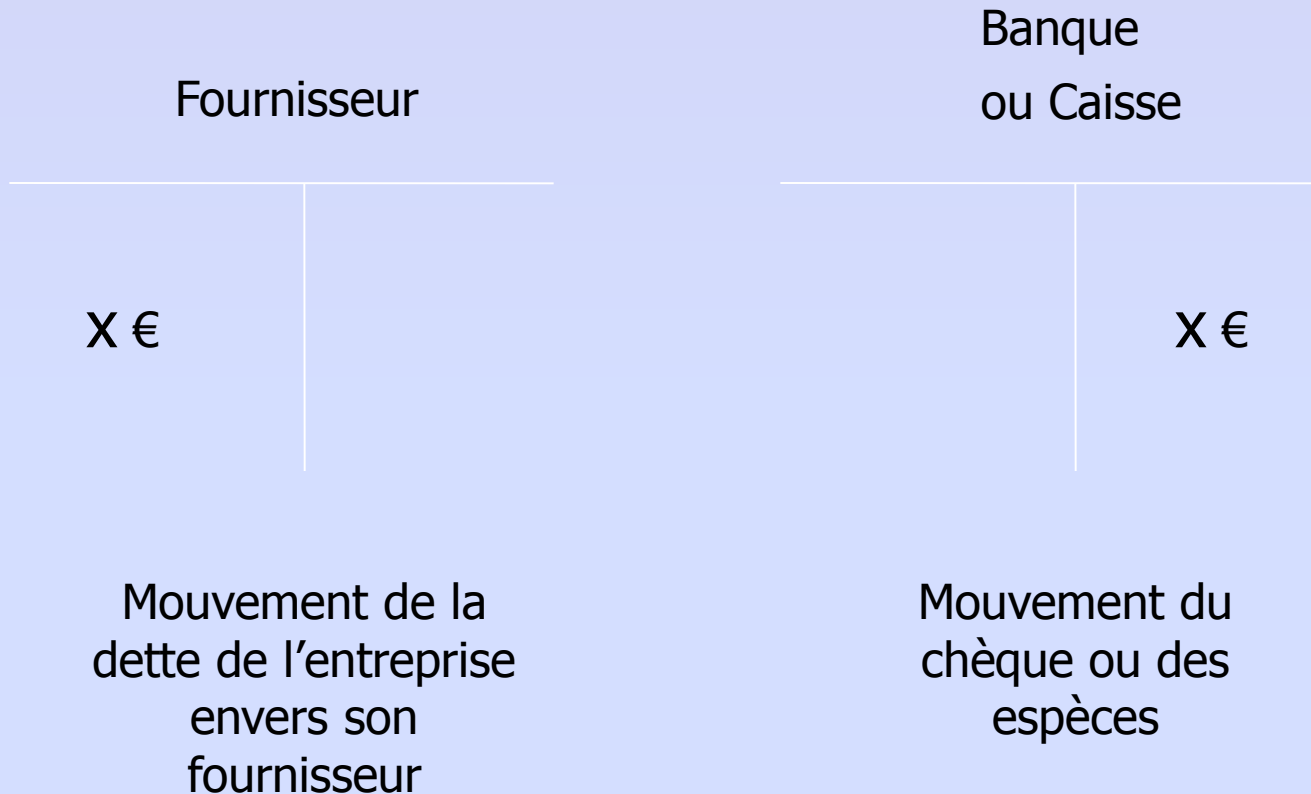 Fournisseur
Banque
ou Caisse
x €
x €
Mouvement de la
dette de l’entreprise
envers son
fournisseur
Mouvement du
chèque ou des
espèces